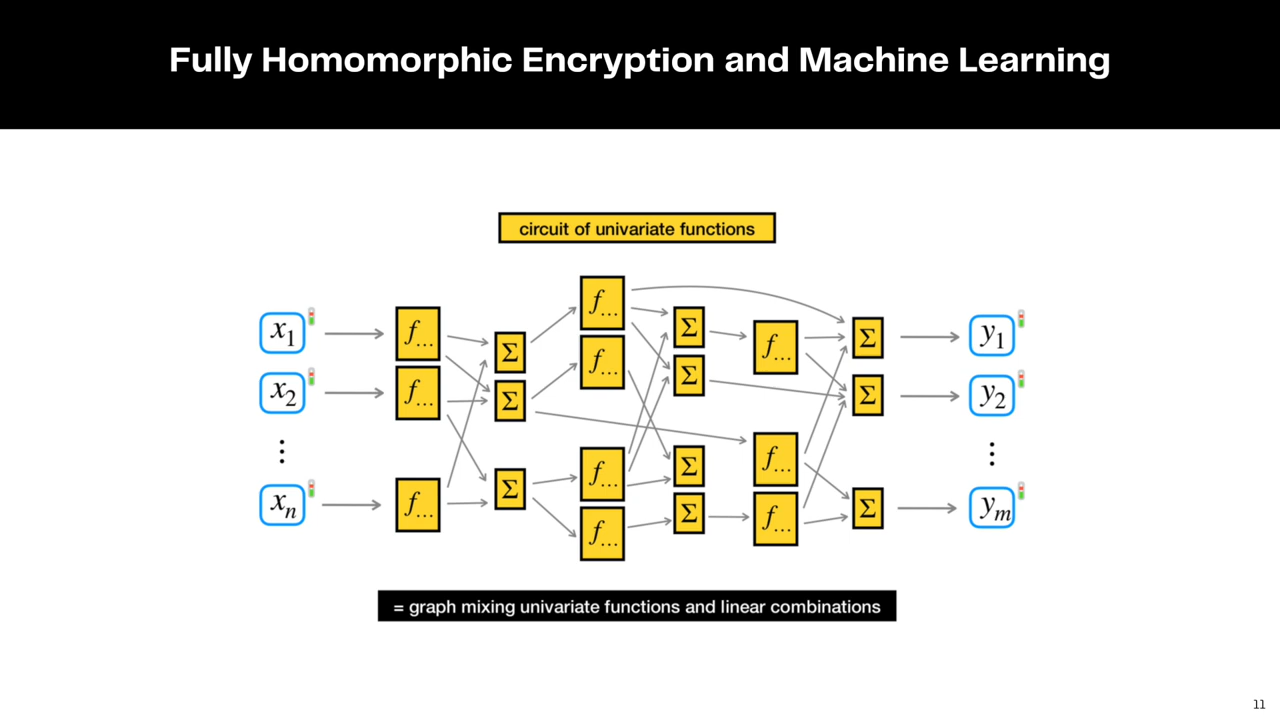 Fully Homomorphic Encryption and Machine Learning
circuit of univariate functions
x1 f... Σ f... Σ f... Σ y1
x2 f... Σ f... Σ Σ y2
⋮ ⋮
xn f... Σ f... Σ f... Σ ym
f... Σ f...
= graph mixing univariate functions and linear combinations
11